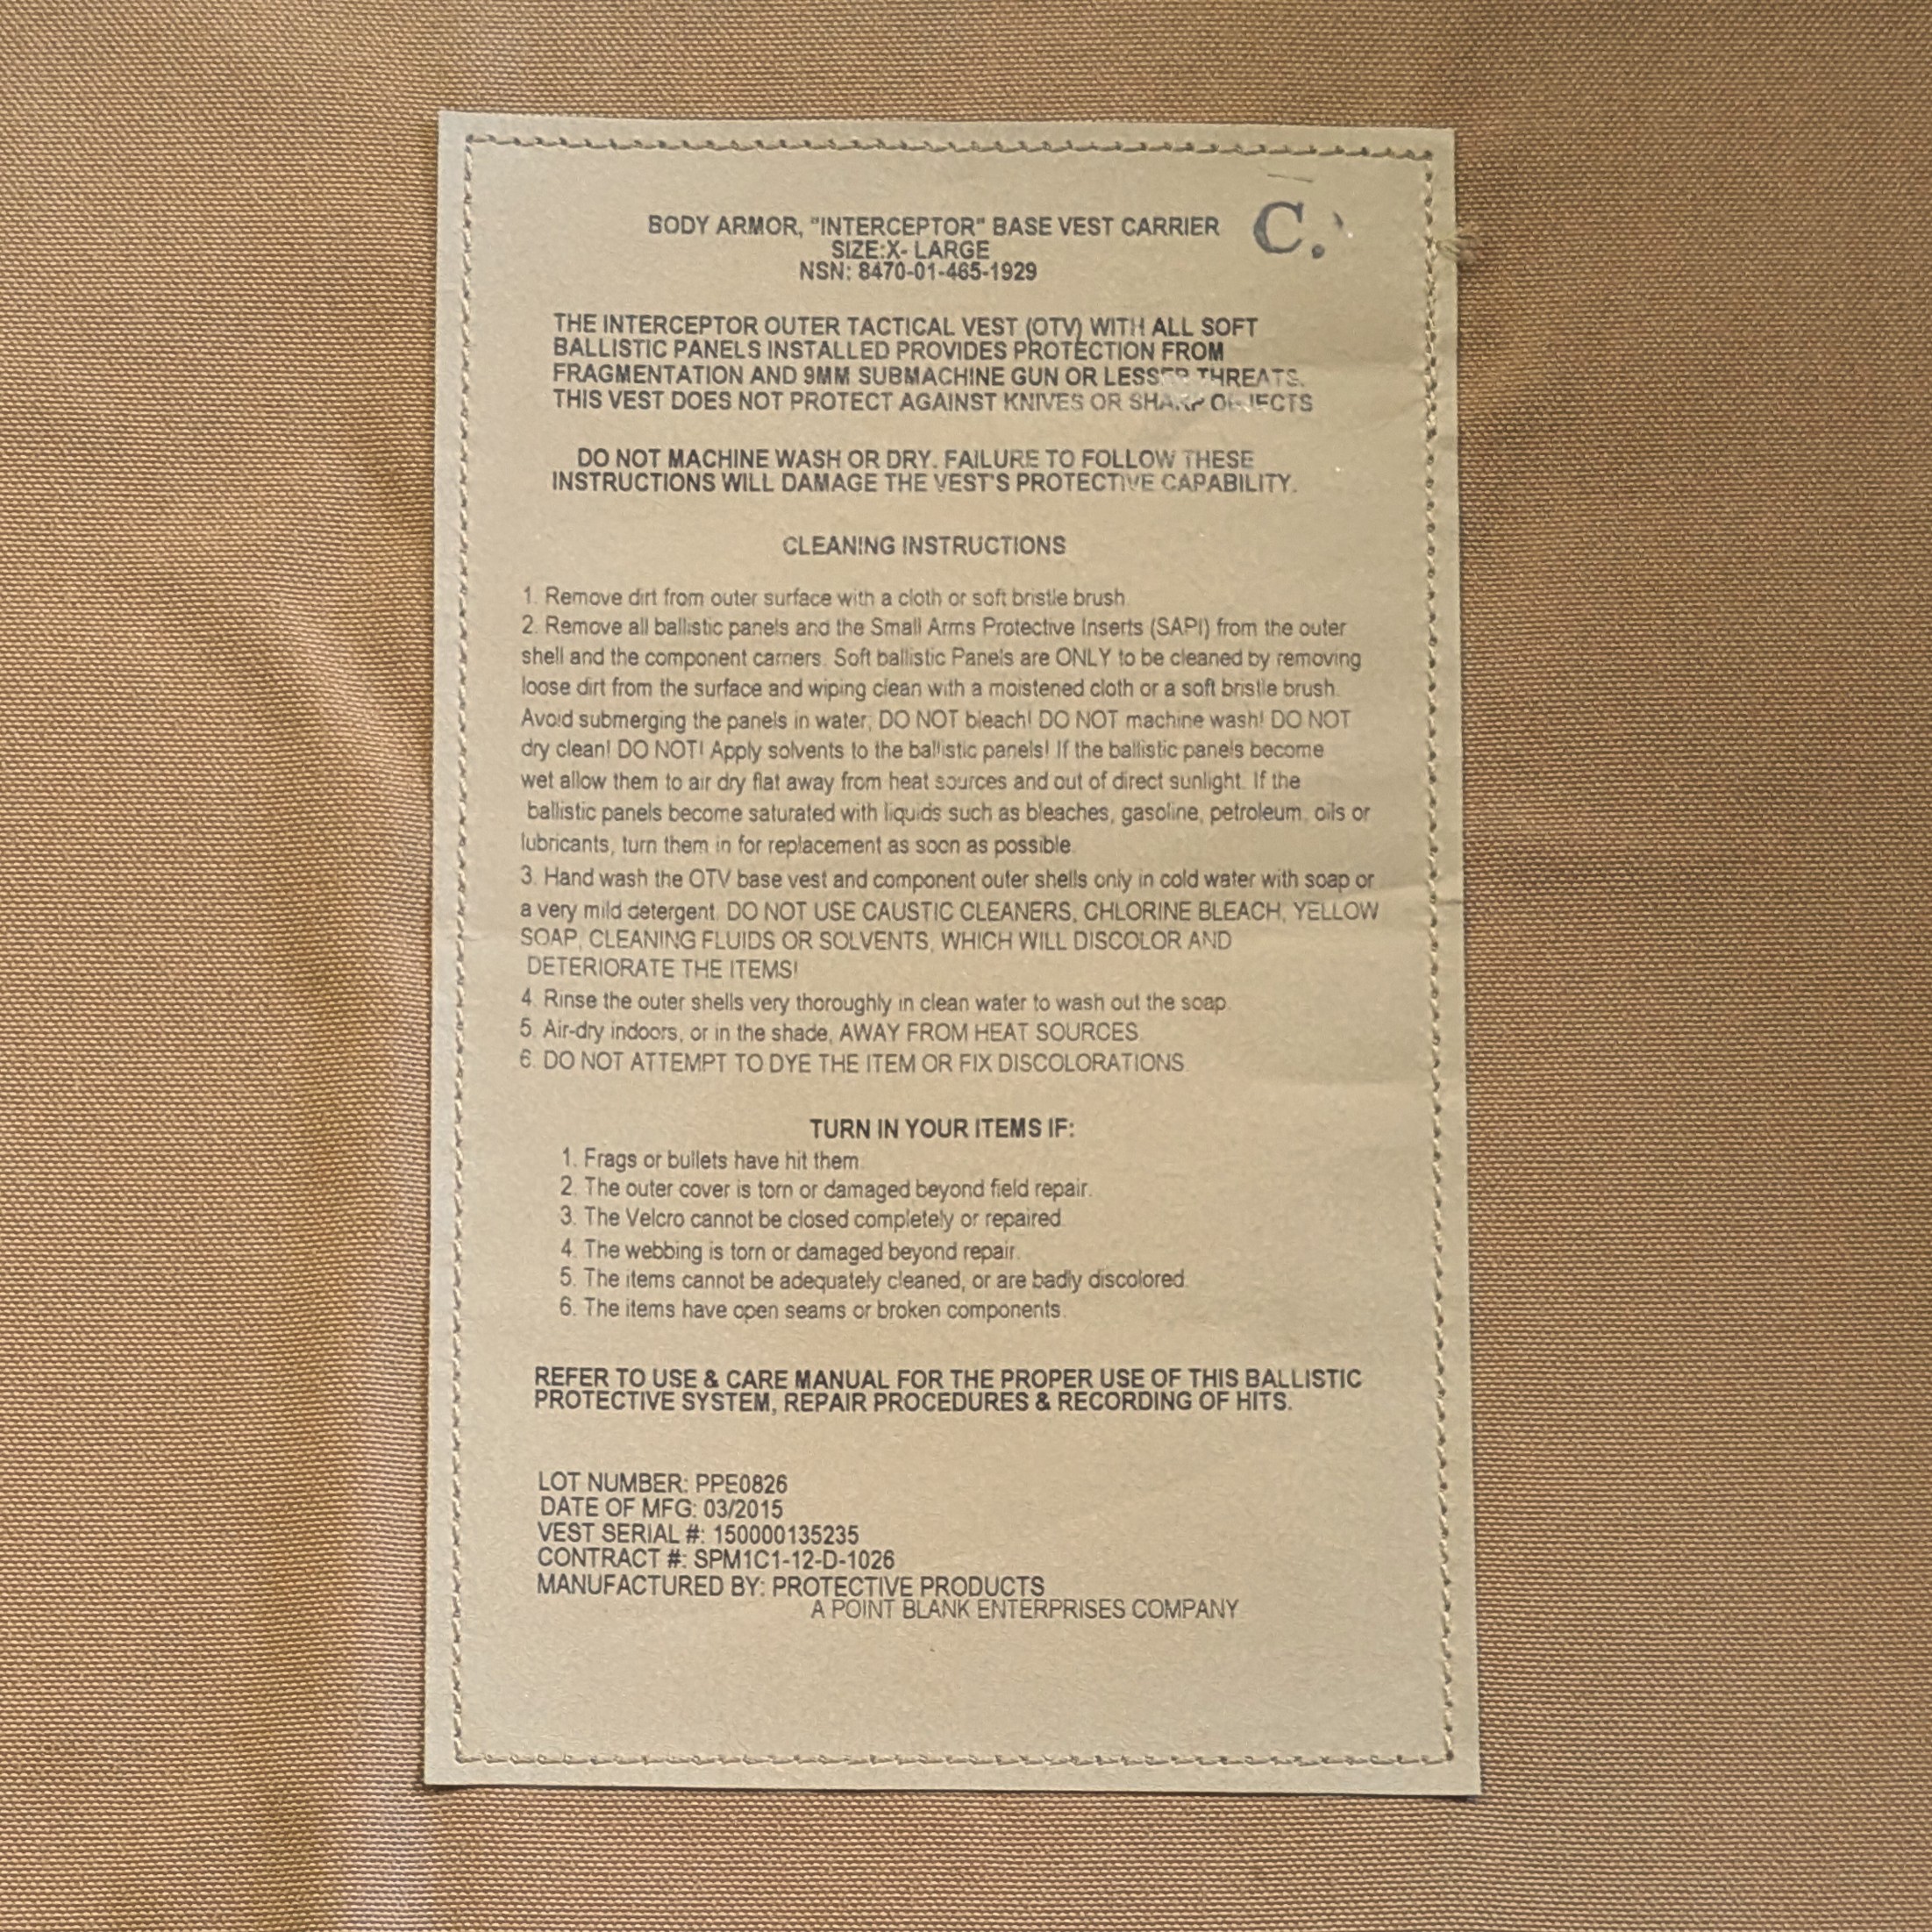 BODY ARMOR, "INTERCEPTOR" BASE VEST CARRIER
C.
SIZE:X- LARGE
NSN: 8470-01-465-1929
THE INTERCEPTOR OUTER TACTICAL VEST (OTV) WITH ALL SOFT
BALLISTIC PANELS INSTALLED PROVIDES PROTECTION FROM
FRAGMENTATION AND 9MM SUBMACHINE GUN OR LESSER THREATS.
THIS VEST DOES NOT PROTECT AGAINST KNIVES OR SHARP OBJECTS
DO NOT MACHINE WASH OR DRY. FAILURE TO FOLLOW THESE
INSTRUCTIONS WILL DAMAGE THE VEST'S PROTECTIVE CAPABILITY.
CLEANING INSTRUCTIONS
1. Remove dirt from outer surface with a cloth or soft bristle brush.
2. Remove all ballistic panels and the Small Arms Protective Inserts (SAPI) from the outer
shell and the component carriers. Soft ballistic Panels are ONLY to be cleaned by removing
loose dirt from the surface and wiping clean with a moistened cloth or a soft bristle brush.
Avoid submerging the panels in water; DO NOT bleach! DO NOT machine wash! DO NOT
dry clean! DO NOT! Apply solvents to the ballistic panels! If the ballistic panels become
wet allow them to air dry flat away from heat sources and out of direct sunlight. If the
ballistic panels become saturated with liquids such as bleaches, gasoline, petroleum, oils or
lubricants, turn them in for replacement as soon as possible.
3. Hand wash the OTV base vest and component outer shells only in cold water with soap or
a very mild detergent. DO NOT USE CAUSTIC CLEANERS, CHLORINE BLEACH, YELLOW
SOAP, CLEANING FLUIDS OR SOLVENTS, WHICH WILL DISCOLOR AND
DETERIORATE THE ITEMS!
4. Rinse the outer shells very thoroughly in clean water to wash out the soap.
5. Air-dry indoors, or in the shade, AWAY FROM HEAT SOURCES.
6. DO NOT ATTEMPT TO DYE THE ITEM OR FIX DISCOLORATIONS.
TURN IN YOUR ITEMS IF:
1. Frags or bullets have hit them.
2. The outer cover is torn or damaged beyond field repair.
3. The Velcro cannot be closed completely or repaired.
4. The webbing is torn or damaged beyond repair.
5. The items cannot be adequately cleaned, or are badly discolored.
6. The items have open seams or broken components.
REFER TO USE & CARE MANUAL FOR THE PROPER USE OF THIS BALLISTIC
PROTECTIVE SYSTEM, REPAIR PROCEDURES & RECORDING OF HITS.
LOT NUMBER: PPE0826
DATE OF MFG: 03/2015
VEST SERIAL #: 150000135235
CONTRACT #: SPM1C1-12-D-1026
MANUFACTURED BY: PROTECTIVE PRODUCTS
A POINT BLANK ENTERPRISES COMPANY